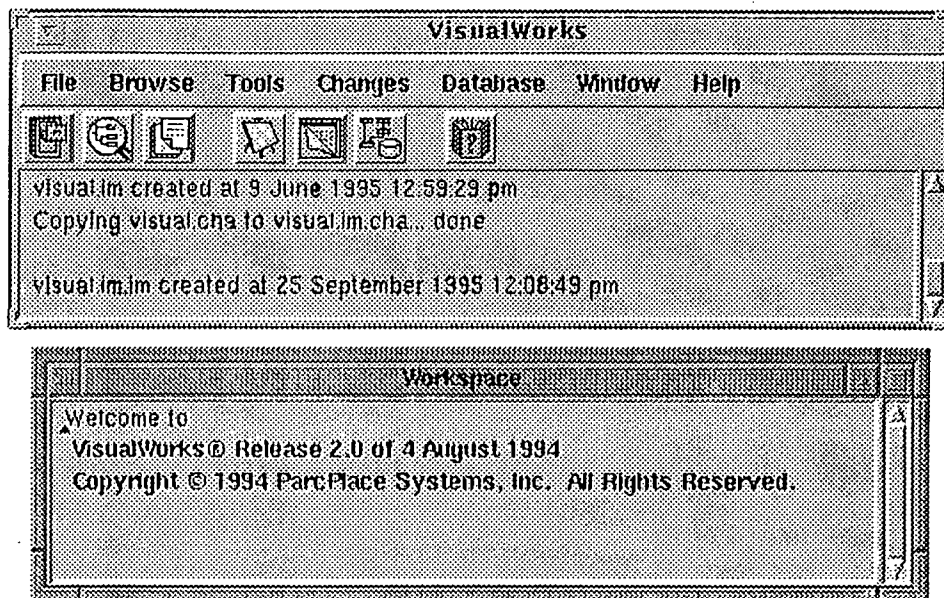 VisualWorks
File Browse Tools Changes Database Window Help
visual.im created at 9 June 1995 12:59:29 pm
Copying visual.cha to visual.im.cha... done
visual.im.im created at 25 September 1995 12:08:49 pm
Workspace
Welcome to
VisualWorks® Release 2.0 of 4 August 1994
Copyright © 1994 ParcPlace Systems, Inc. All Rights Reserved.